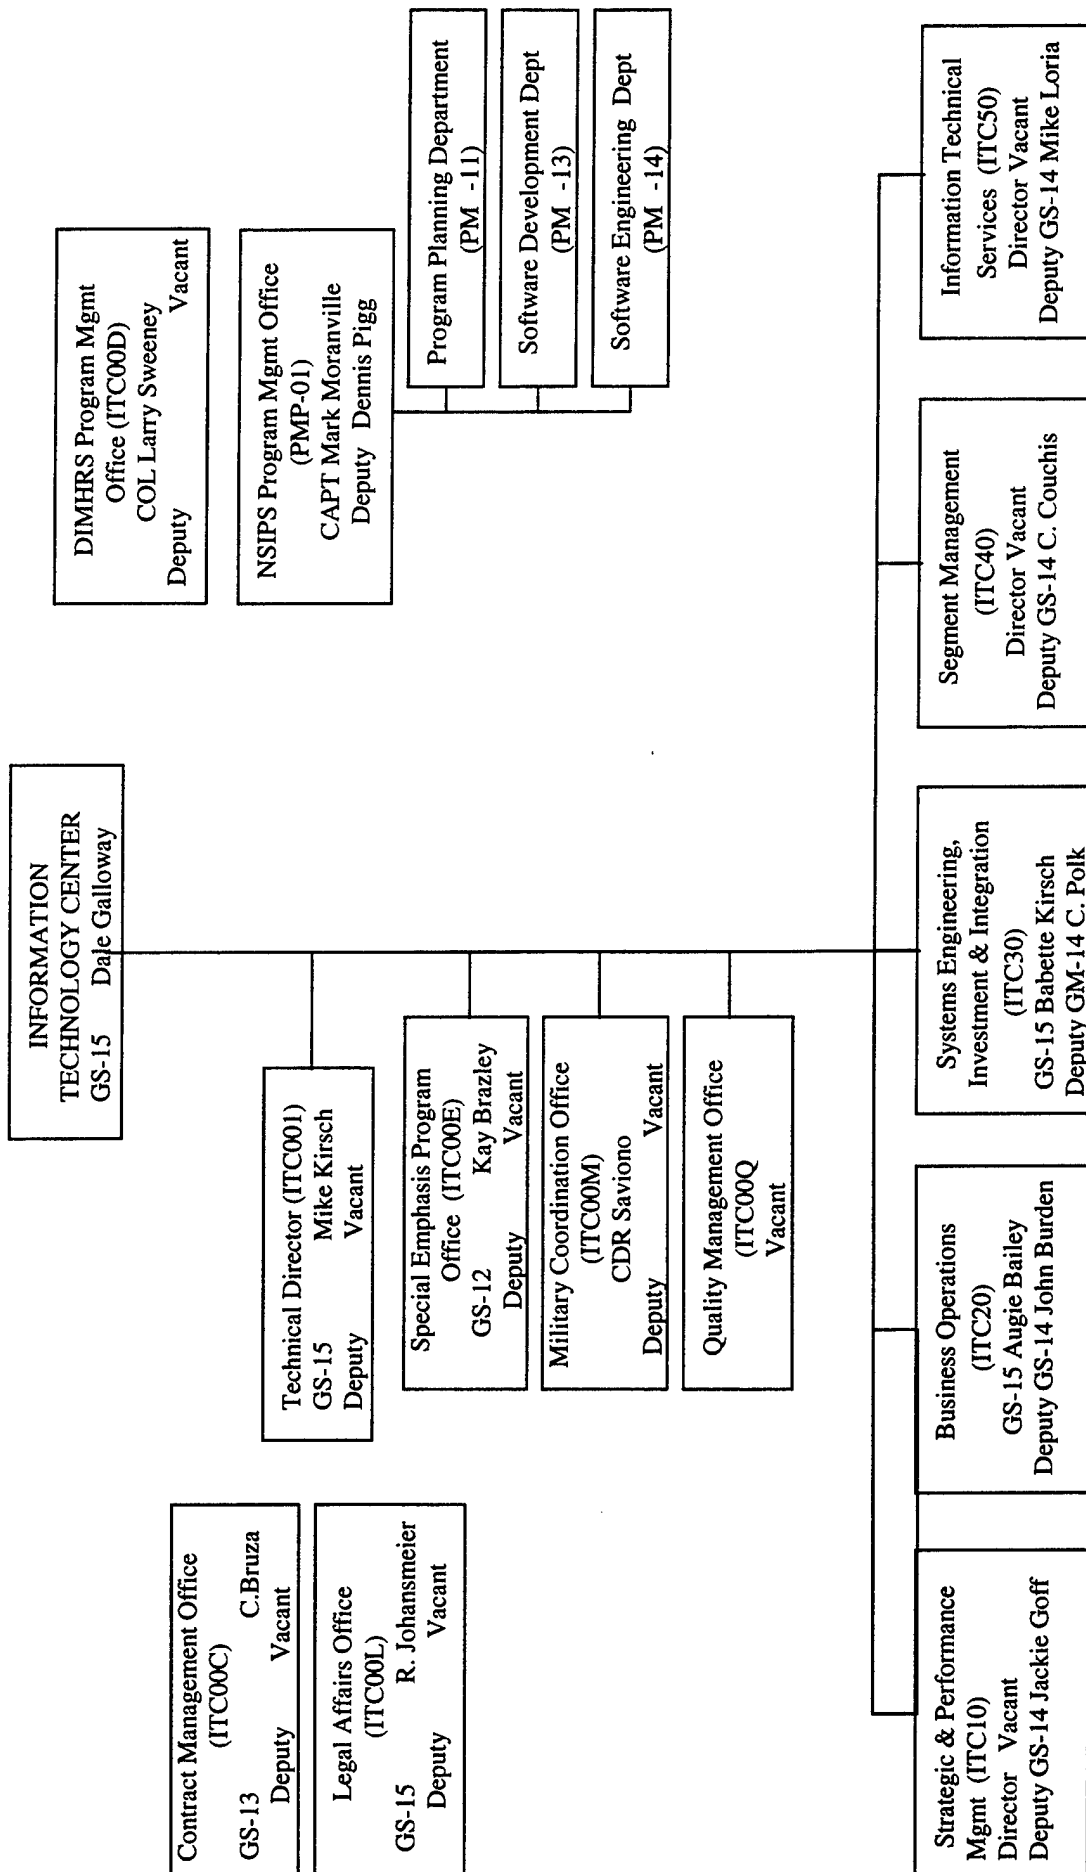 INFORMATION
TECHNOLOGY CENTER
GS-15 Dale Galloway
Contract Management Office
(ITC00C)
GS-13 C.Bruza
Deputy Vacant
Legal Affairs Office
(ITC00L)
GS-15 R. Johansmeier
Deputy Vacant
Technical Director (ITC001)
GS-15 Mike Kirsch
Deputy Vacant
Special Emphasis Program
Office (ITC00E)
GS-12 Kay Brazley
Deputy Vacant
Military Coordination Office
(ITC00M)
CDR Saviono
Deputy Vacant
Quality Management Office
(ITC00Q
Vacant
DIMHRS Program Mgmt
Office (ITC00D)
COL Larry Sweeney
Deputy Vacant
NSIPS Program Mgmt Office
(PMP-01)
CAPT Mark Moranville
Deputy Dennis Pigg
Program Planning Department
(PM -11)
Software Development Dept
(PM -13)
Software Engineering Dept
(PM -14)
Strategic & Performance
Mgmt (ITC10)
Director Vacant
Deputy GS-14 Jackie Goff
Business Operations
(ITC20)
GS-15 Augie Bailey
Deputy GS-14 John Burden
Systems Engineering,
Investment & Integration
(ITC30)
GS-15 Babette Kirsch
Deputy GM-14 C. Polk
Segment Management
(ITC40)
Director Vacant
Deputy GS-14 C. Couchis
Information Technical
Services (ITC50)
Director Vacant
Deputy GS-14 Mike Loria